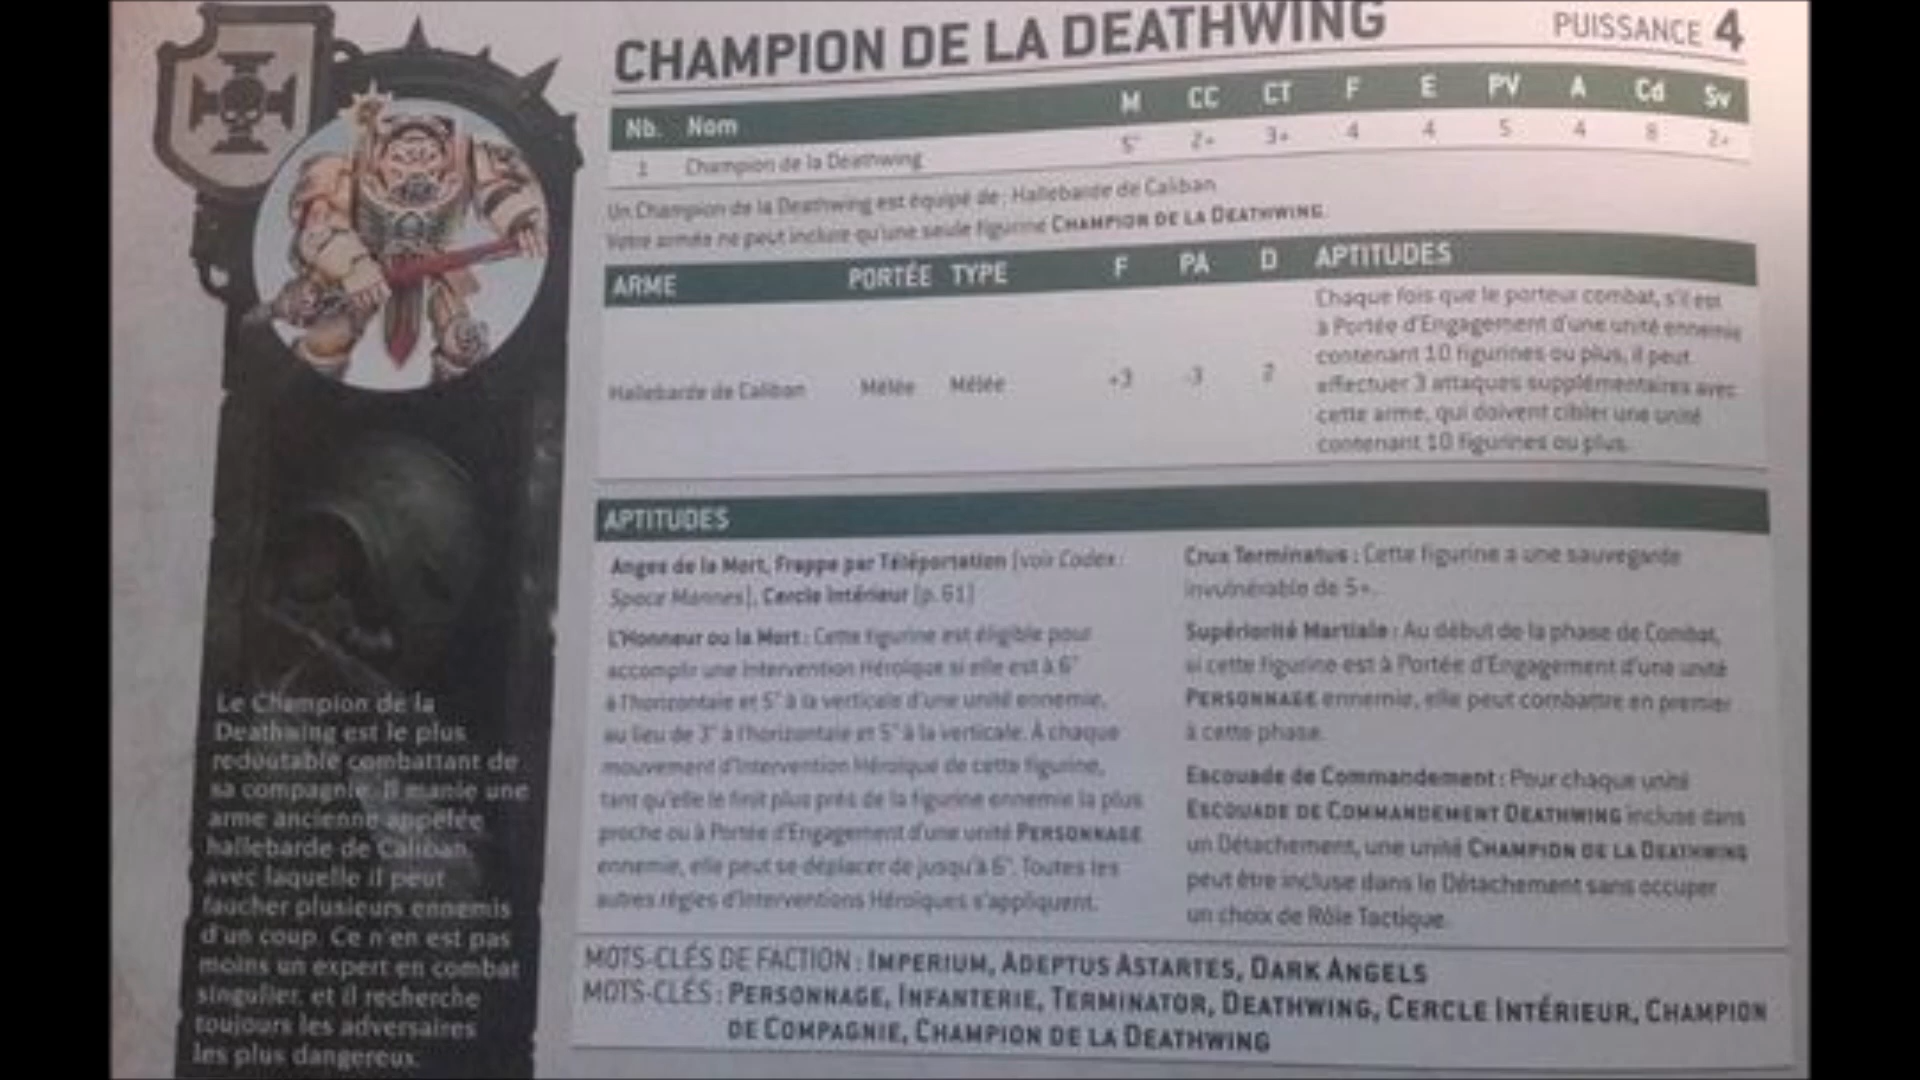 CHAMPION DE LA DEATHWING
PUISSANCE 4
Nb. Nom M CC CT F E PV A Cd Sv
1 Champion de la Deathwing 5" 2+ 3+ 4 4 5 4 8 2+
Un Champion de la Deathwing est équipé de : Hallebarde de Caliban
Votre armée ne peut inclure qu'une seule figurine CHAMPION DE LA DEATHWING.
ARME PORTÉE TYPE F PA D APTITUDES
Hallebarde de Caliban Mêlée Mêlée +3 -3 2
Chaque fois que le porteur combat, s'il est
à Portée d'Engagement d'une unité ennemie
contenant 10 figurines ou plus, il peut
effectuer 3 attaques supplémentaires avec
cette arme, qui doivent cibler une unité
contenant 10 figurines ou plus.
APTITUDES
Anges de la Mort, Frappe par Téléportation (voir Codex :
Space Marines), Cercle Intérieur (p. 61)
L'Honneur ou la Mort : Cette figurine est éligible pour
accomplir une Intervention Héroïque si elle est à 6"
à l'horizontale et 5" à la verticale d'une unité ennemie,
au lieu de 3" à l'horizontale et 5" à la verticale. À chaque
mouvement d'Intervention Héroïque de cette figurine,
tant qu'elle le finit plus près de la figurine ennemie la plus
proche ou à Portée d'Engagement d'une unité PERSONNAGE
ennemie, elle peut se déplacer de jusqu'à 6". Toutes les
autres règles d'Interventions Héroïques s'appliquent.
Crux Terminatus : Cette figurine a une sauvegarde
invulnérable de 5+.
Supériorité Martiale : Au début de la phase de Combat,
si cette figurine est à Portée d'Engagement d'une unité
PERSONNAGE ennemie, elle peut combattre en premier
à cette phase.
Escouade de Commandement : Pour chaque unité
ESCOUADE DE COMMANDEMENT DEATHWING incluse dans
un Détachement, une unité CHAMPION DE LA DEATHWING
peut être incluse dans le Détachement sans occuper
un choix de Rôle Tactique.
MOTS-CLÉS DE FACTION : IMPERIUM, ADEPTUS ASTARTES, DARK ANGELS
MOTS-CLÉS : PERSONNAGE, INFANTERIE, TERMINATOR, DEATHWING, CERCLE INTÉRIEUR, CHAMPION
DE COMPAGNIE, CHAMPION DE LA DEATHWING
Le Champion de la
Deathwing est le plus
redoutable combattant de
sa compagnie. Il manie une
arme ancienne appelée
hallebarde de Caliban
avec laquelle il peut
faucher plusieurs ennemis
d'un coup. Ce n'en est pas
moins un expert en combat
singulier, et il recherche
toujours les adversaires
les plus dangereux.